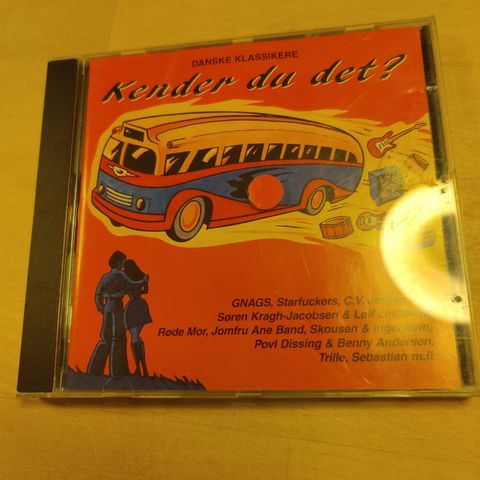 DANSKE KLASSIKERE
Kender du det?
GNAGS, Starfuckers, C.V.
Søren Kragh-Jacobsen & Leif
Røde Mor, Jomfru Ane Band, Skousen & Ingemann,
Povl Dissing & Benny Andersen,
Trille, Sebastian m.fl.